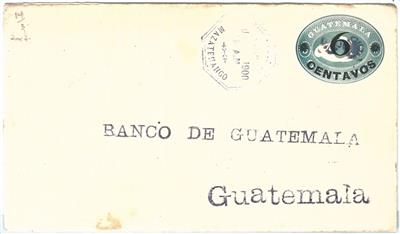 GUATEMALA
6
CENTAVOS
MAZATENANGO
1900
BANCO DE GUATEMALA
Guatemala